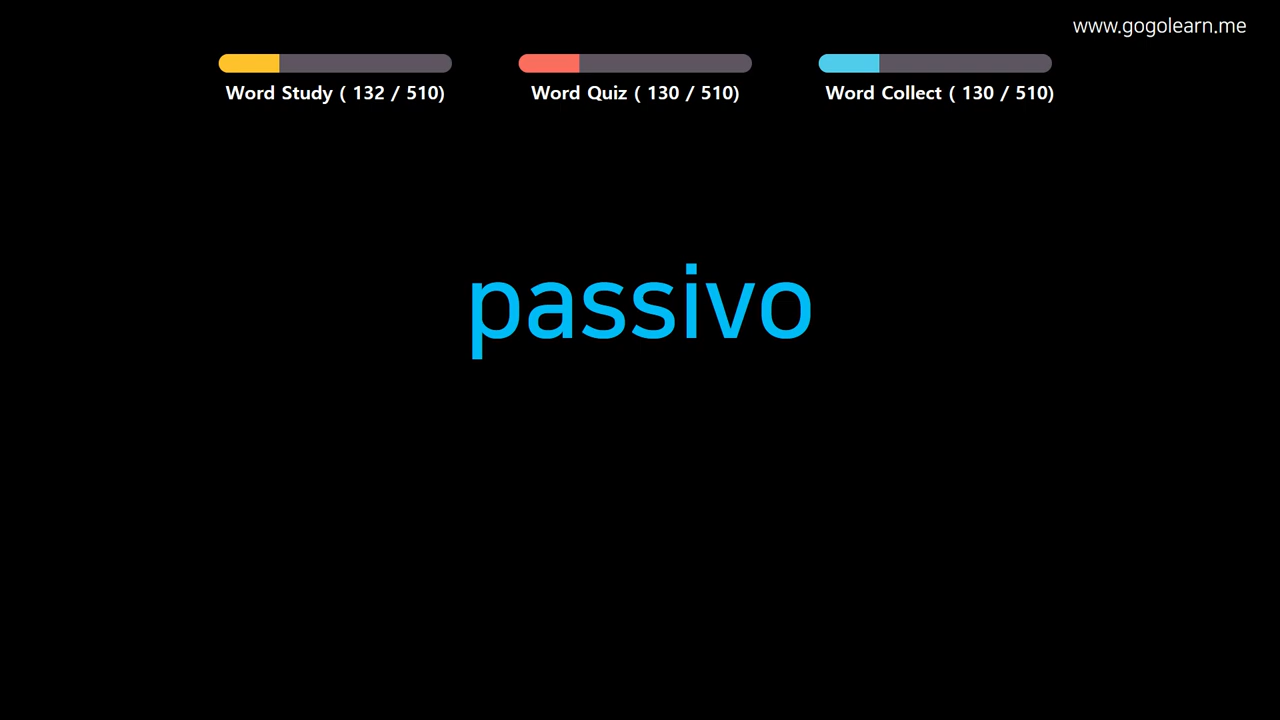 www.gogolearn.me
Word Study ( 132 / 510)
Word Quiz ( 130 / 510)
Word Collect ( 130 / 510)
passivo